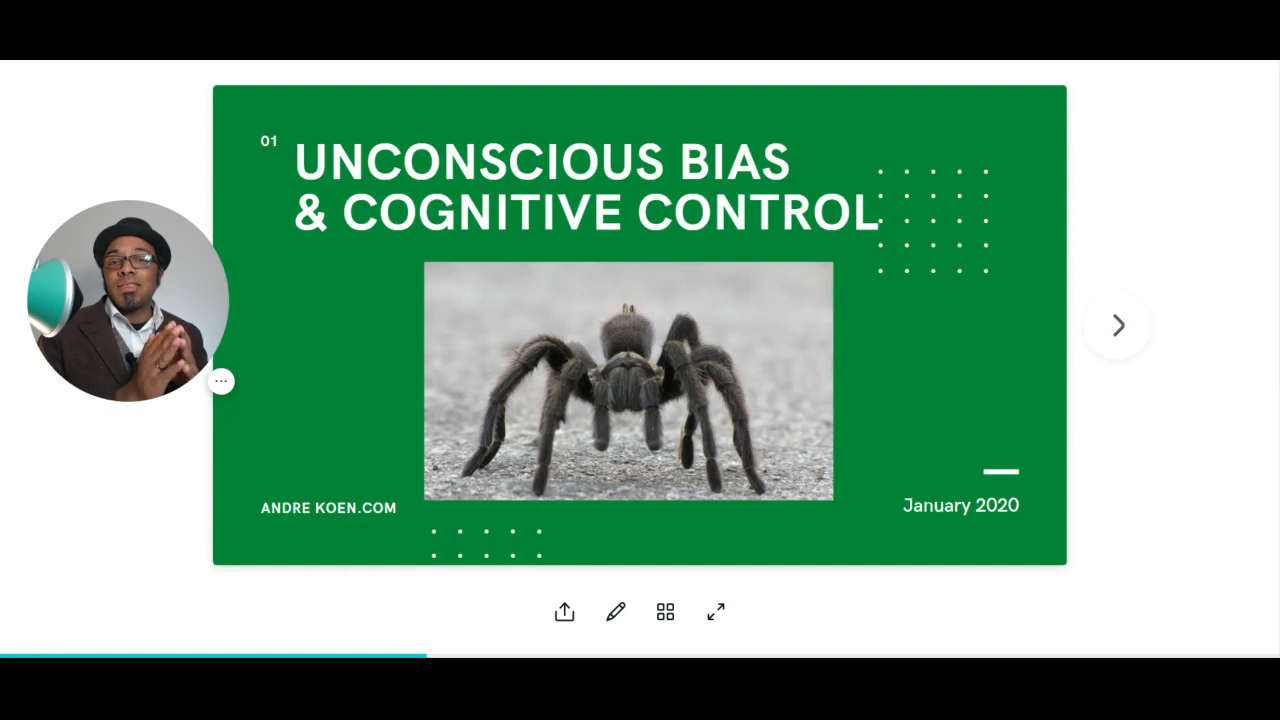 01
UNCONSCIOUS BIAS
& COGNITIVE CONTROL
ANDRE KOEN.COM
January 2020